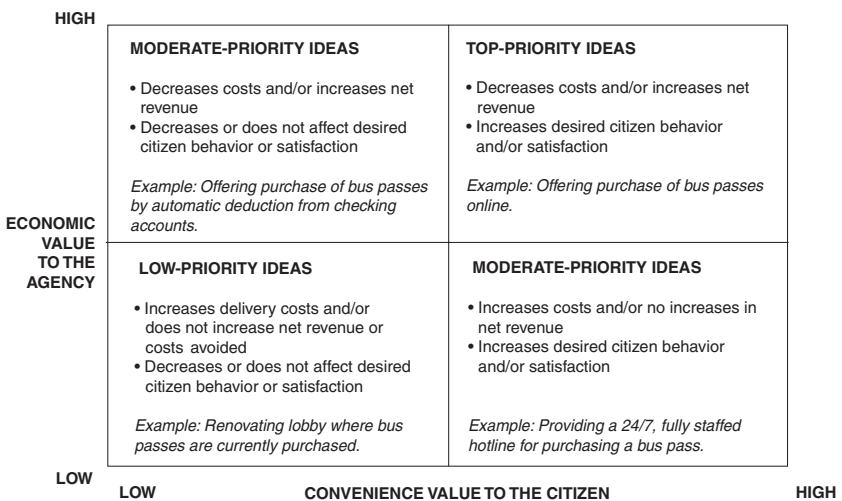 HIGH
MODERATE-PRIORITY IDEAS
• Decreases costs and/or increases net
revenue
• Decreases or does not affect desired
citizen behavior or satisfaction
Example: Offering purchase of bus passes
by automatic deduction from checking
accounts.
TOP-PRIORITY IDEAS
• Decreases costs and/or increases net
revenue
• Increases desired citizen behavior
and/or satisfaction
Example: Offering purchase of bus passes
online.
ECONOMIC
VALUE
TO THE
AGENCY
LOW-PRIORITY IDEAS
• Increases delivery costs and/or
does not increase net revenue or
costs avoided
• Decreases or does not affect desired
citizen behavior or satisfaction
Example: Renovating lobby where bus
passes are currently purchased.
MODERATE-PRIORITY IDEAS
• Increases costs and/or no increases in
net revenue
• Increases desired citizen behavior
and/or satisfaction
Example: Providing a 24/7, fully staffed
hotline for purchasing a bus pass.
LOW
LOW
CONVENIENCE VALUE TO THE CITIZEN
HIGH